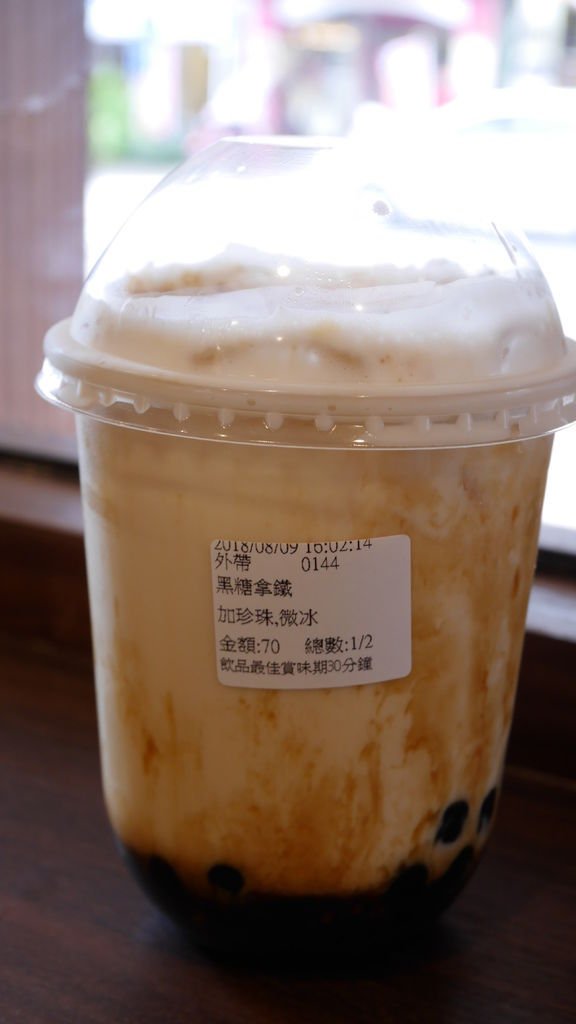 2018/08/09 16:02:14
外帶 0144
黑糖拿鐵
加珍珠,微冰
金額:70 總數:1/2
飲品最佳賞味期30分鐘